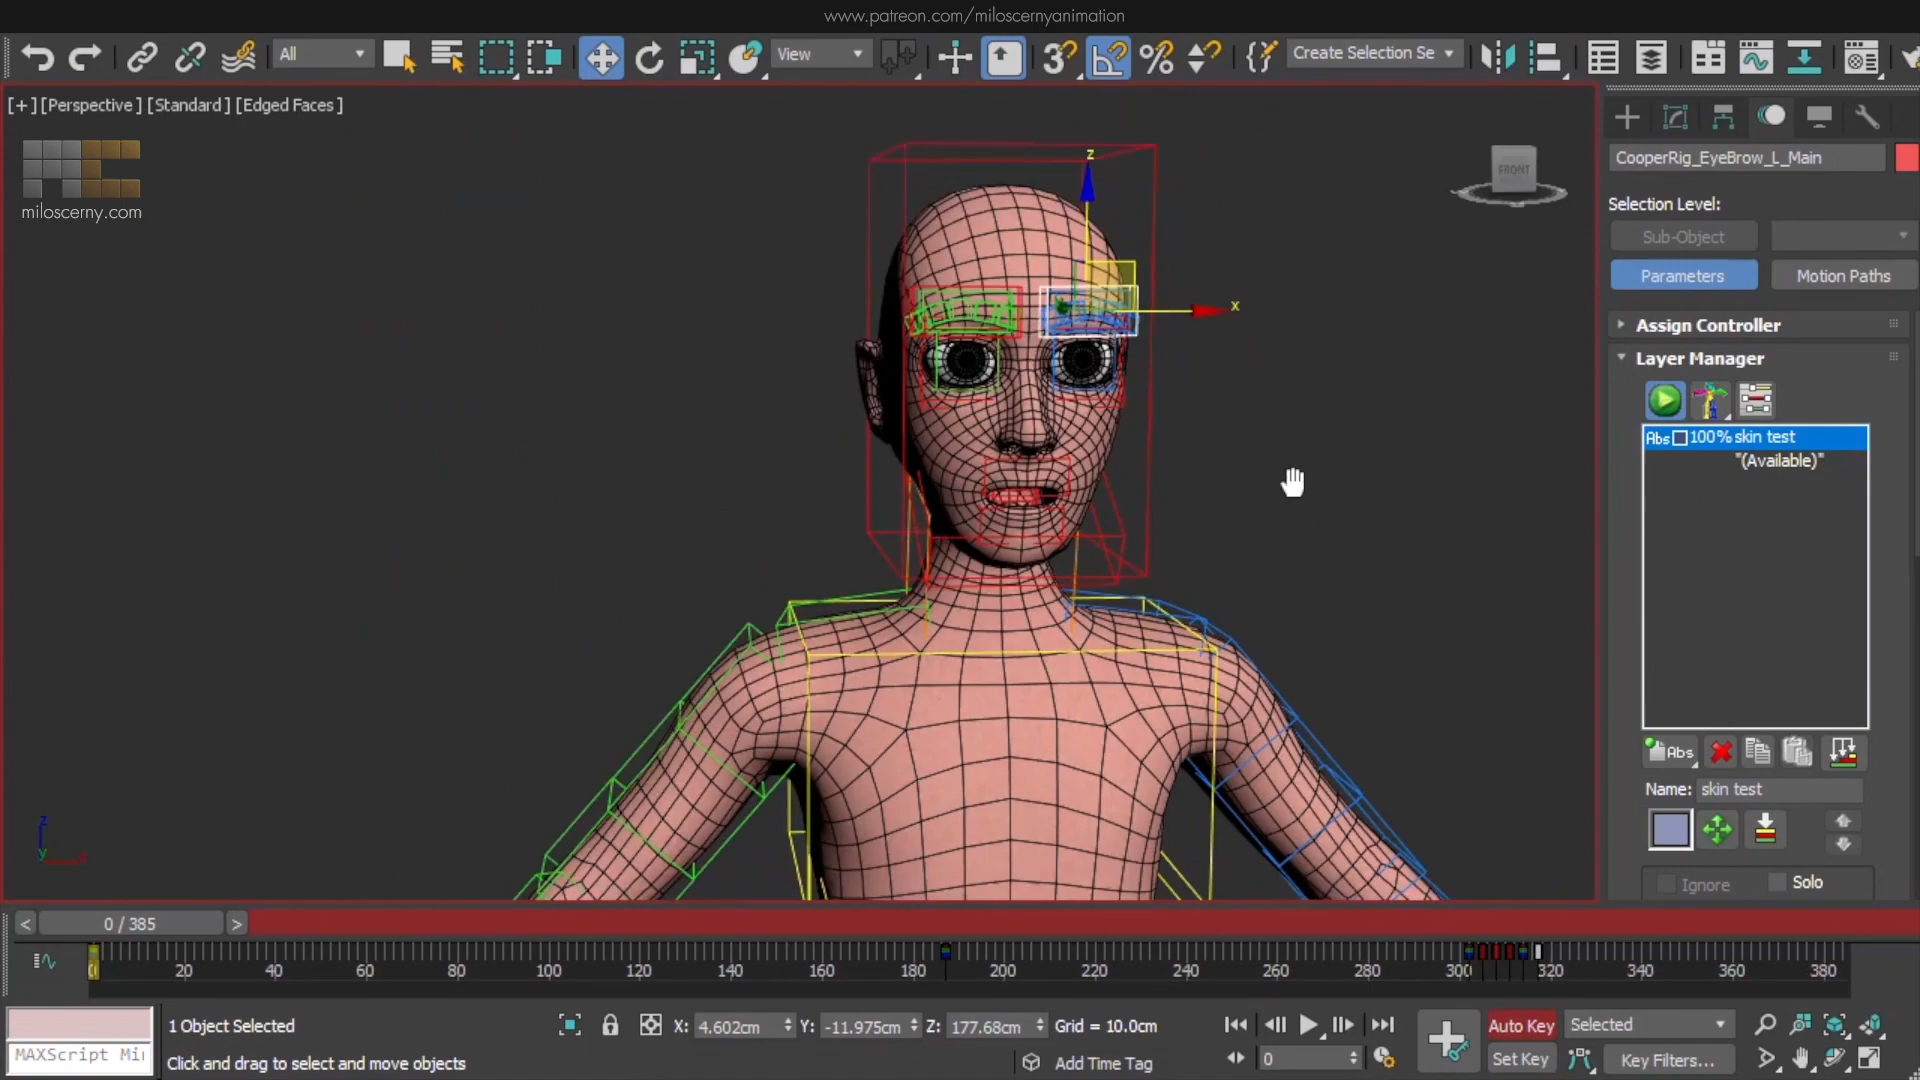 www.patreon.com/miloscernyanimation
All
View
3
Create Selection Se
[+] [Perspective ] [Standard ] [Edged Faces ]
miloscerny.com
FRONT
z
x
CooperRig_EyeBrow_L_Main
Selection Level:
Sub-Object
Parameters
Motion Paths
Assign Controller
Layer Manager
Abs 100% skin test
"(Available)"
Abs
Name: skin test
Ignore
Solo
z
y
< 0 / 385 >
0 20 40 60 80 100 120 140 160 180 200 220 240 260 280 300 320 340 360 380
1 Object Selected
X: 4.602cm Y: -11.975cm Z: 177.68cm Grid = 10.0cm
Auto Key
Selected
MAXScript Mi
Click and drag to select and move objects
Add Time Tag
0
Set Key
Key Filters...